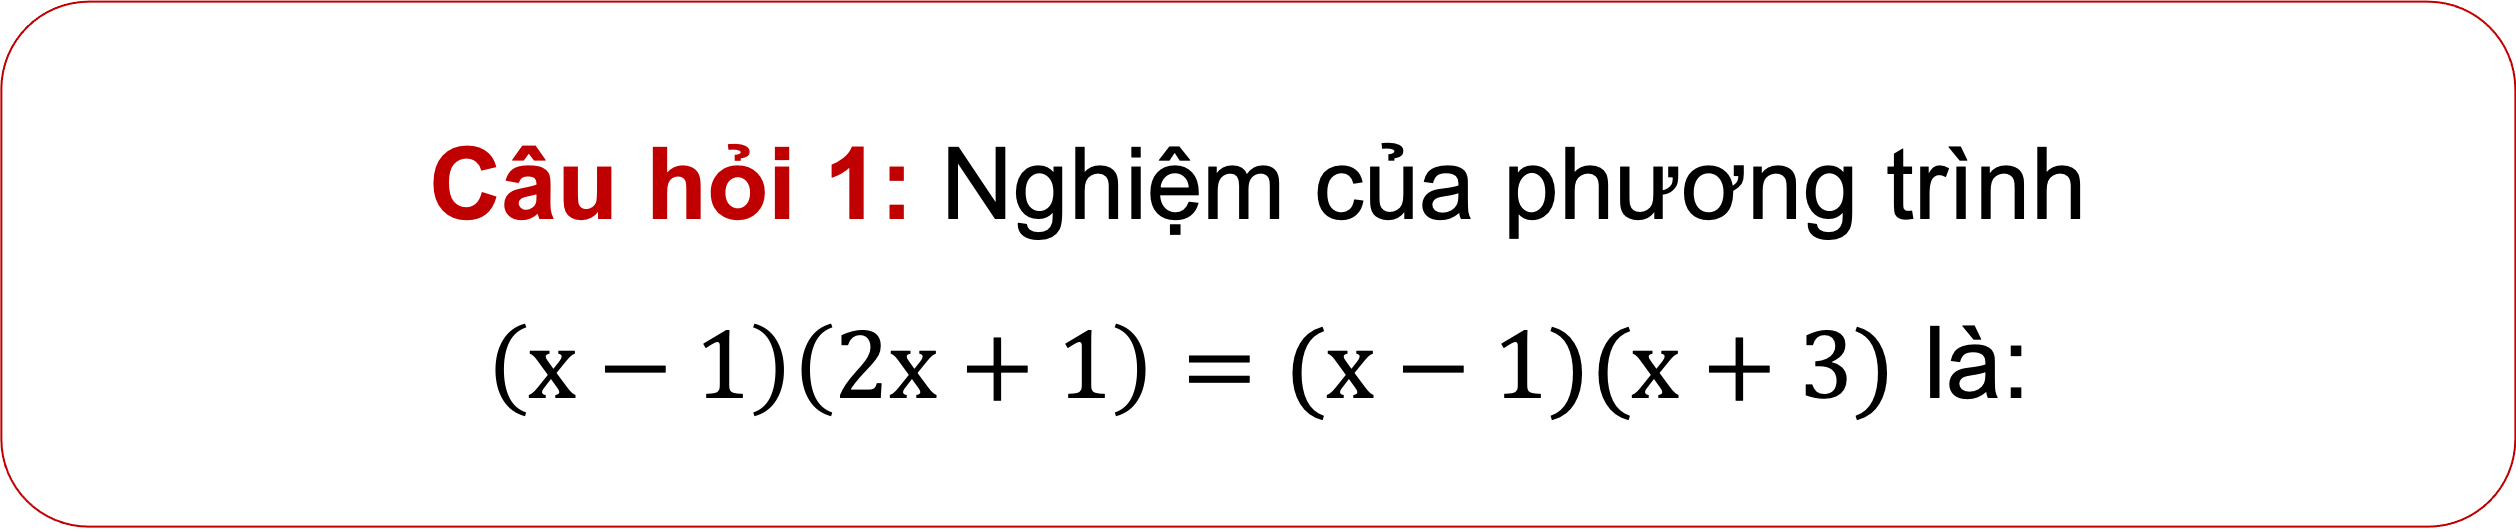 Câu hỏi 1: Nghiệm của phương trình
(x − 1)(2x + 1) = (x − 1)(x + 3) là: